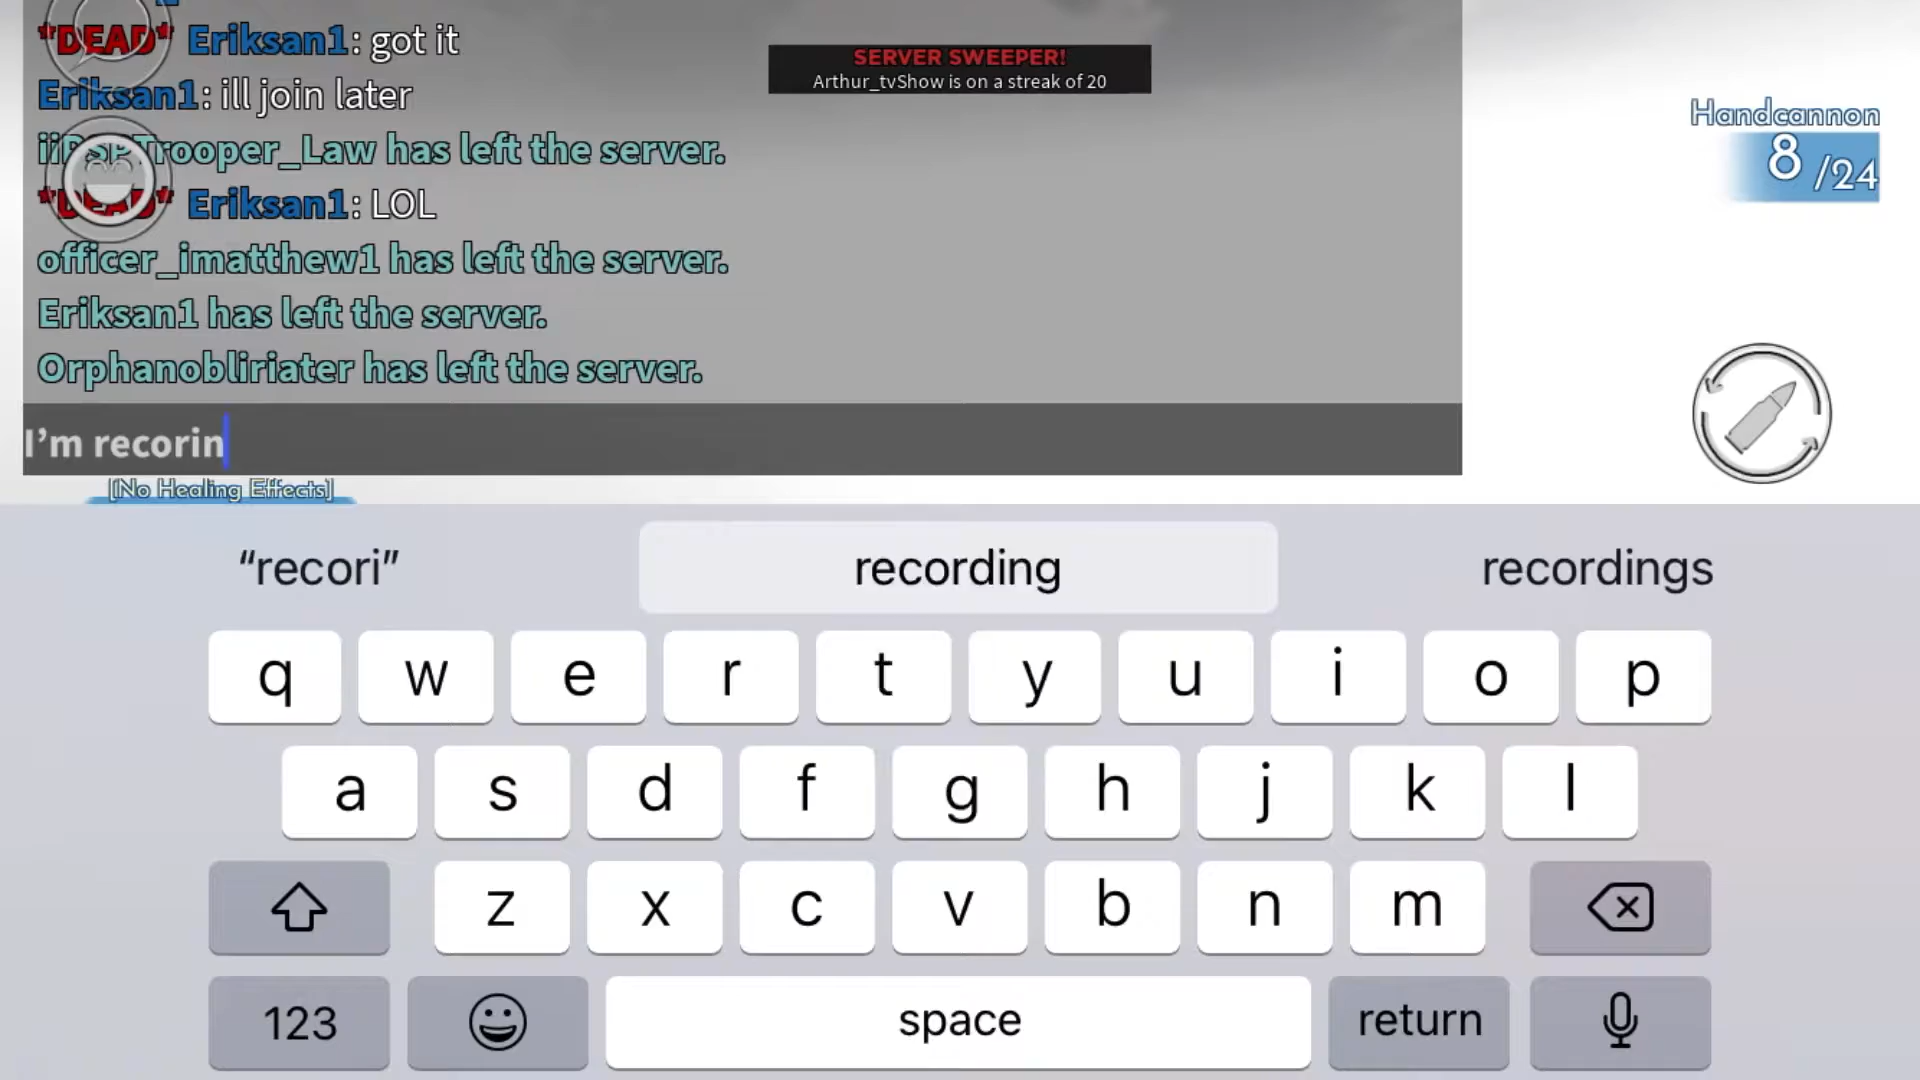 *DEAD* Eriksan1: got it
Eriksan1: ill join later
iiPSPTrooper_Law has left the server.
*DEAD* Eriksan1: LOL
officer_imatthew1 has left the server.
Eriksan1 has left the server.
Orphanobliriater has left the server.
SERVER SWEEPER!
Arthur_tvShow is on a streak of 20
Handcannon
8 /24
I’m recorin
[No Healing Effects]
“recori” recording recordings
q w e r t y u i o p
a s d f g h j k l
z x c v b n m
123 space return